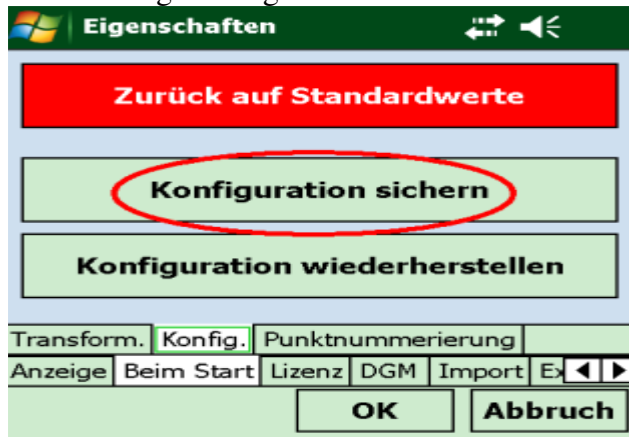 Eigenschaften
Zurück auf Standardwerte
Konfiguration sichern
Konfiguration wiederherstellen
Transform. Konfig. Punktnummerierung
Anzeige Beim Start Lizenz DGM Import Ex
OK Abbruch